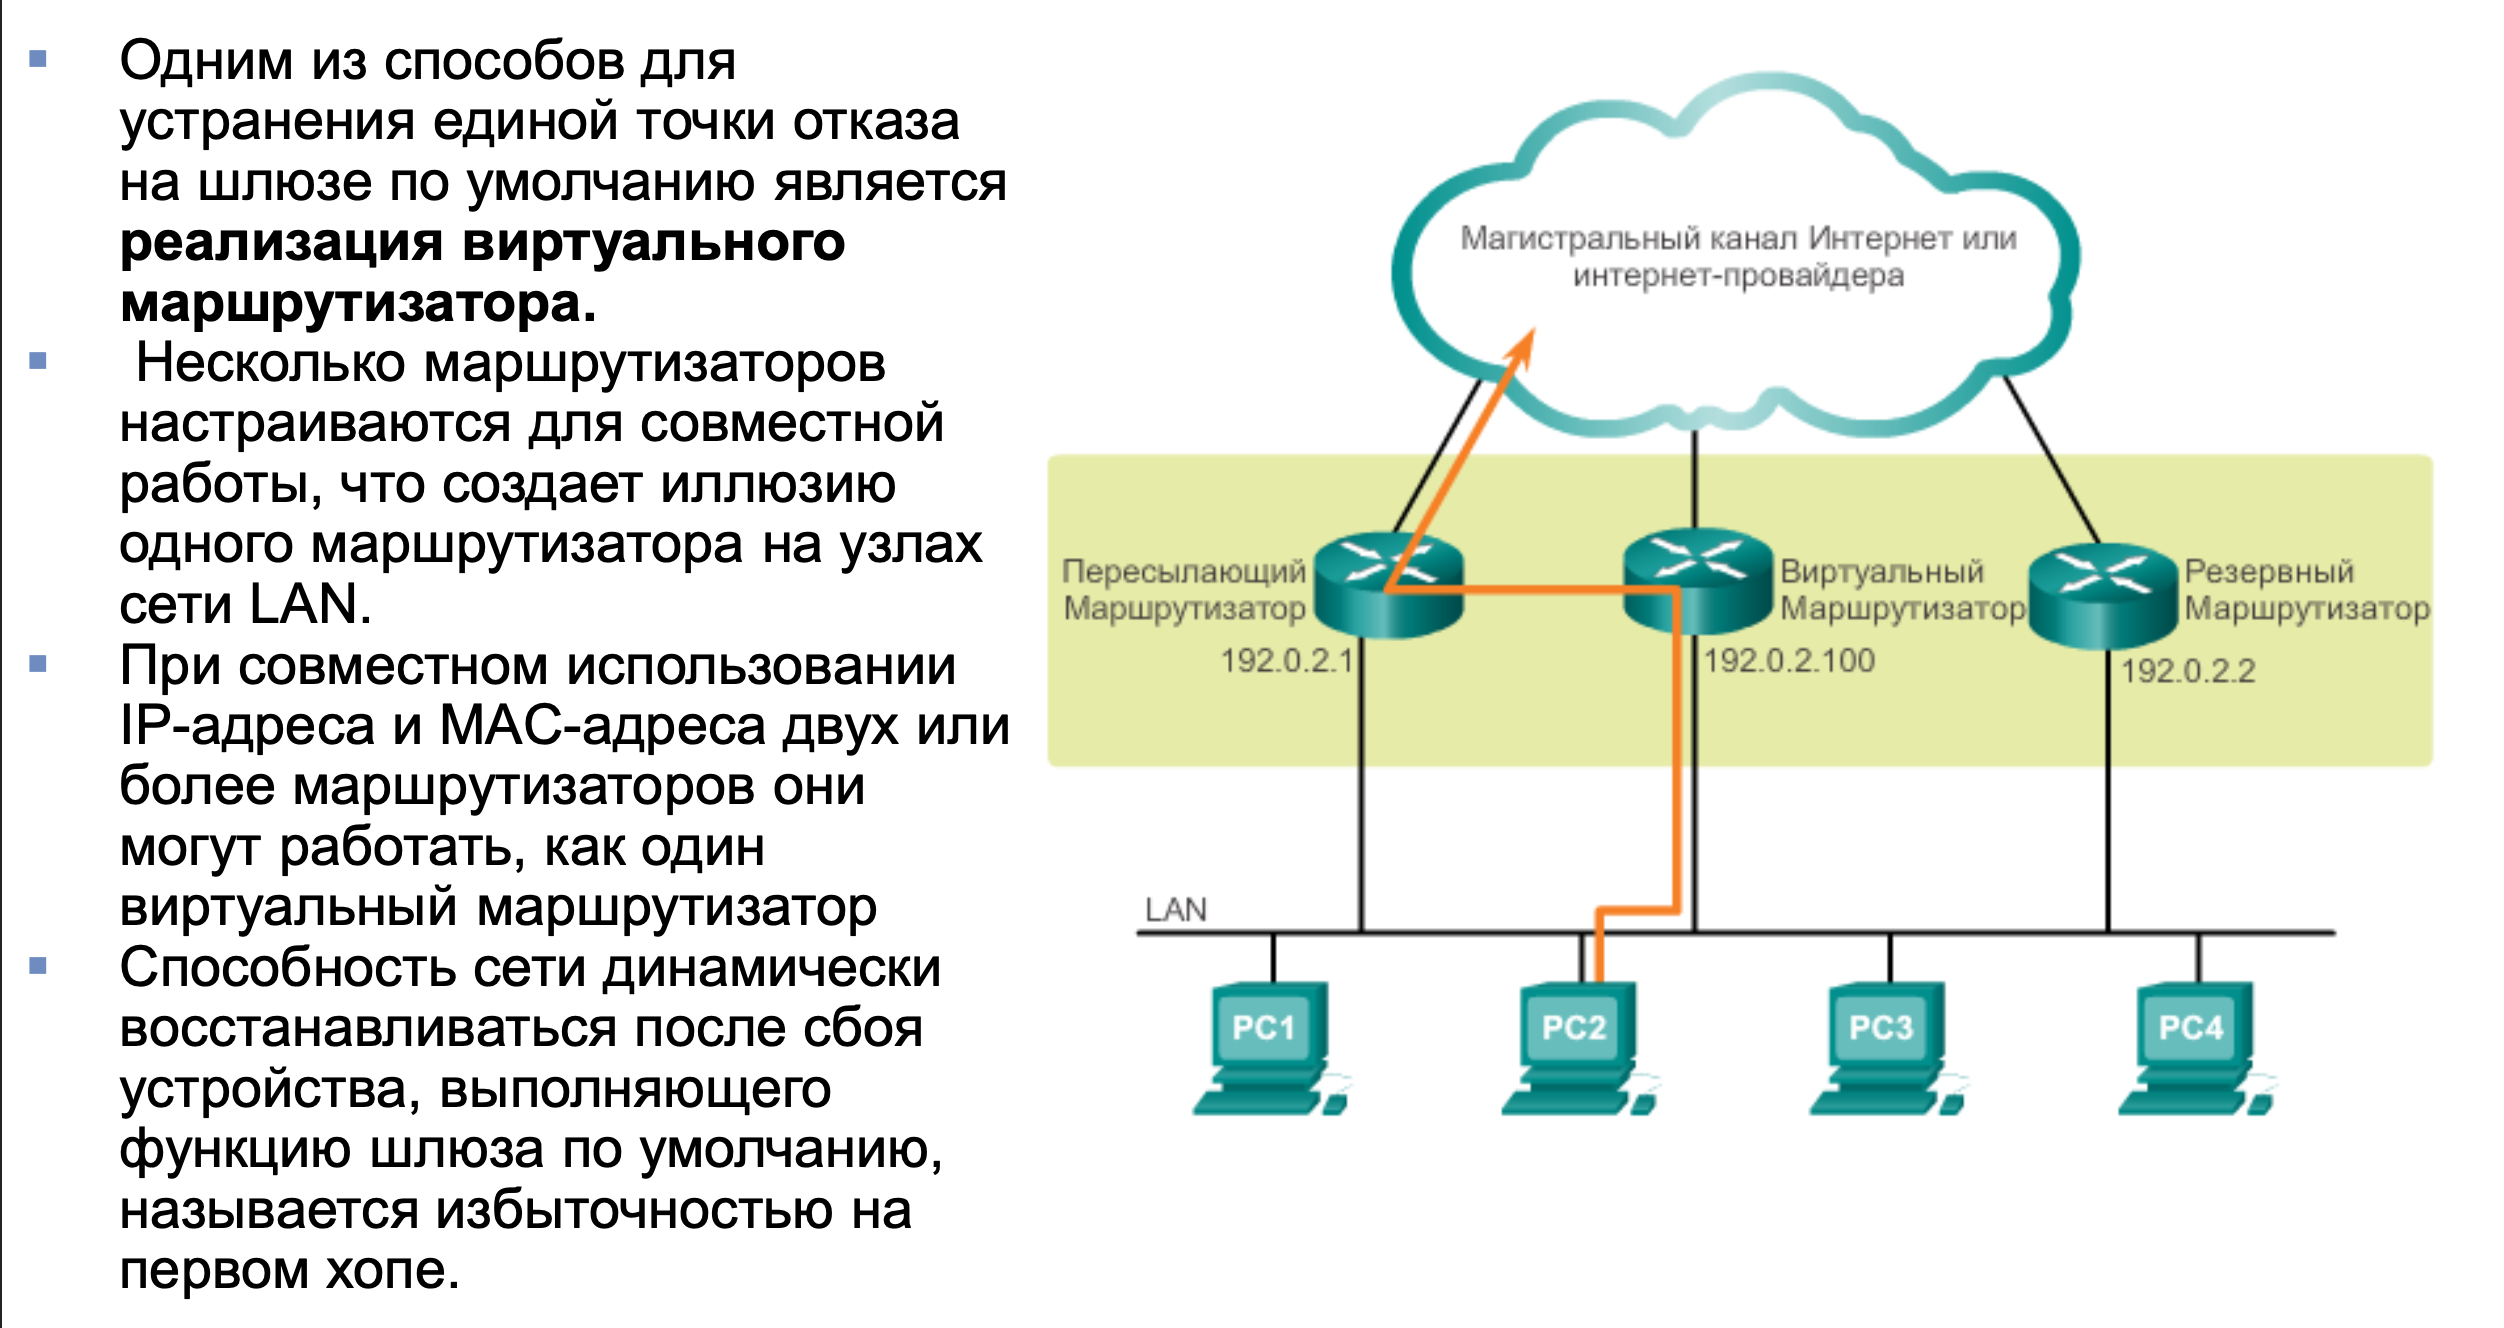 Одним из способов для
устранения единой точки отказа
на шлюзе по умолчанию является
реализация виртуального
маршрутизатора.
Несколько маршрутизаторов
настраиваются для совместной
работы, что создает иллюзию
одного маршрутизатора на узлах
сети LAN.
При совместном использовании
IP-адреса и MAC-адреса двух или
более маршрутизаторов они
могут работать, как один
виртуальный маршрутизатор
Способность сети динамически
восстанавливаться после сбоя
устройства, выполняющего
функцию шлюза по умолчанию,
называется избыточностью на
первом хопе.
Магистральный канал Интернет или
интернет-провайдера
Пересылающий
Маршрутизатор
192.0.2.1
Виртуальный
Маршрутизатор
192.0.2.100
Резервный
Маршрутизатор
192.0.2.2
LAN
PC1
PC2
PC3
PC4